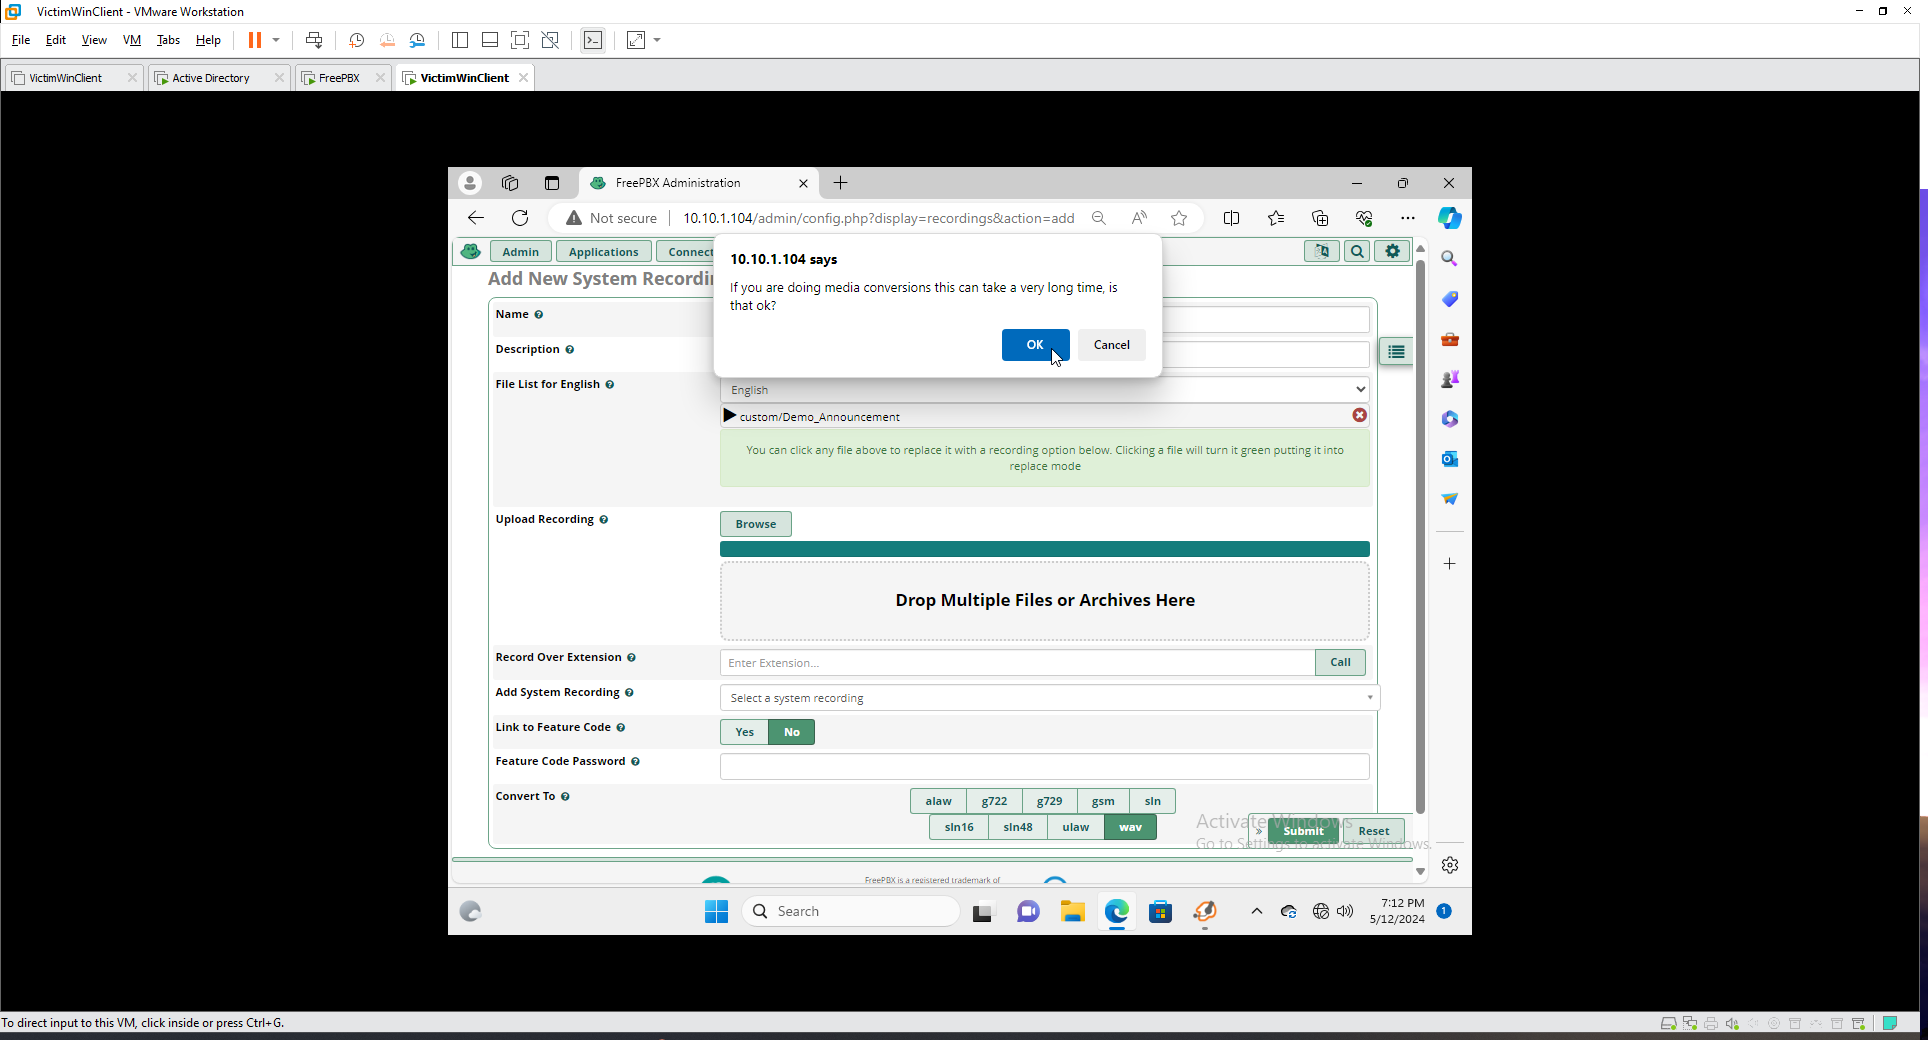 VictimWinClient - VMware Workstation
File Edit View VM Tabs Help
VictimWinClient Active Directory FreePBX VictimWinClient
FreePBX Administration
Not secure 10.10.1.104/admin/config.php?display=recordings&action=add
Admin Applications Connect
10.10.1.104 says
If you are doing media conversions this can take a very long time, is
that ok?
OK Cancel
Add New System Recordi
Name
Description
File List for English
English
custom/Demo_Announcement
You can click any file above to replace it with a recording option below. Clicking a file will turn it green putting it into
replace mode
Upload Recording
Browse
Drop Multiple Files or Archives Here
Record Over Extension
Enter Extension...
Call
Add System Recording
Select a system recording
Link to Feature Code
Yes No
Feature Code Password
Convert To
alaw g722 g729 gsm sln
sln16 sln48 ulaw wav
Activate Windows
Go to Settings to activate Windows.
» Submit Reset
FreePBX is a registered trademark of
Search
7:12 PM
5/12/2024
1
To direct input to this VM, click inside or press Ctrl+G.